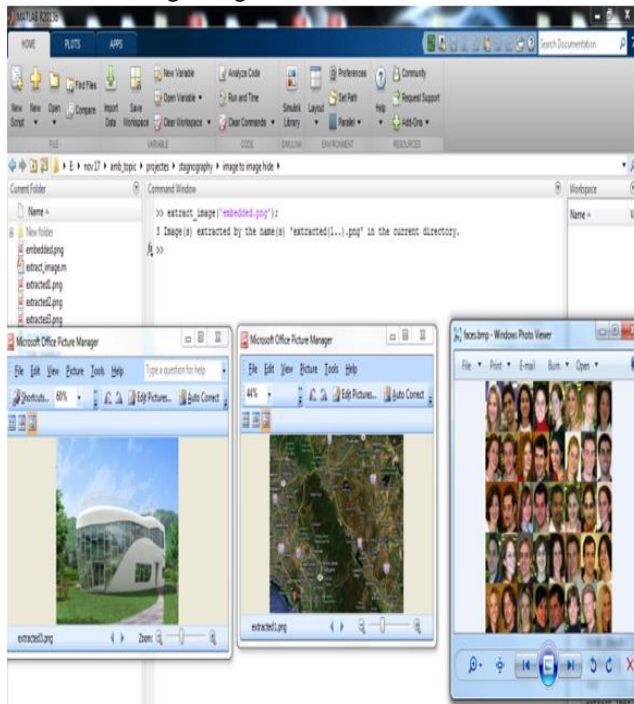 MATLAB R2013b
HOME PLOTS APPS
Search Documentation
New Script
New
Open
Find Files
Compare
Import Data
Save Workspace
New Variable
Open Variable
Clear Workspace
Analyze Code
Run and Time
Clear Commands
Simulink Library
Layout
Preferences
Set Path
Parallel
Help
Community
Request Support
Add-Ons
FILE VARIABLE CODE SIMULINK ENVIRONMENT RESOURCES
E: nov 17 amb_topic projectes stagnography image to image hide
Current Folder
Command Window
Workspace
Name
Name
New folder
embedded.png
extract_image.m
extracted1.png
extracted2.png
extracted3.png
>> extract_image('embedded.png');
3 Image(s) extracted by the name(s) 'extracted(1..).png' in the current directory.
fx >>
Microsoft Office Picture Manager
File Edit View Picture Tools Help
Type a question for help
Shortcuts... 60% Edit Pictures... Auto Correct
extracted3.png
Zoom:
Microsoft Office Picture Manager
File Edit View Picture Tools Help
44% Edit Pictures... Auto Correct
extracted1.png
faces.bmp - Windows Photo Viewer
File Print E-mail Burn Open